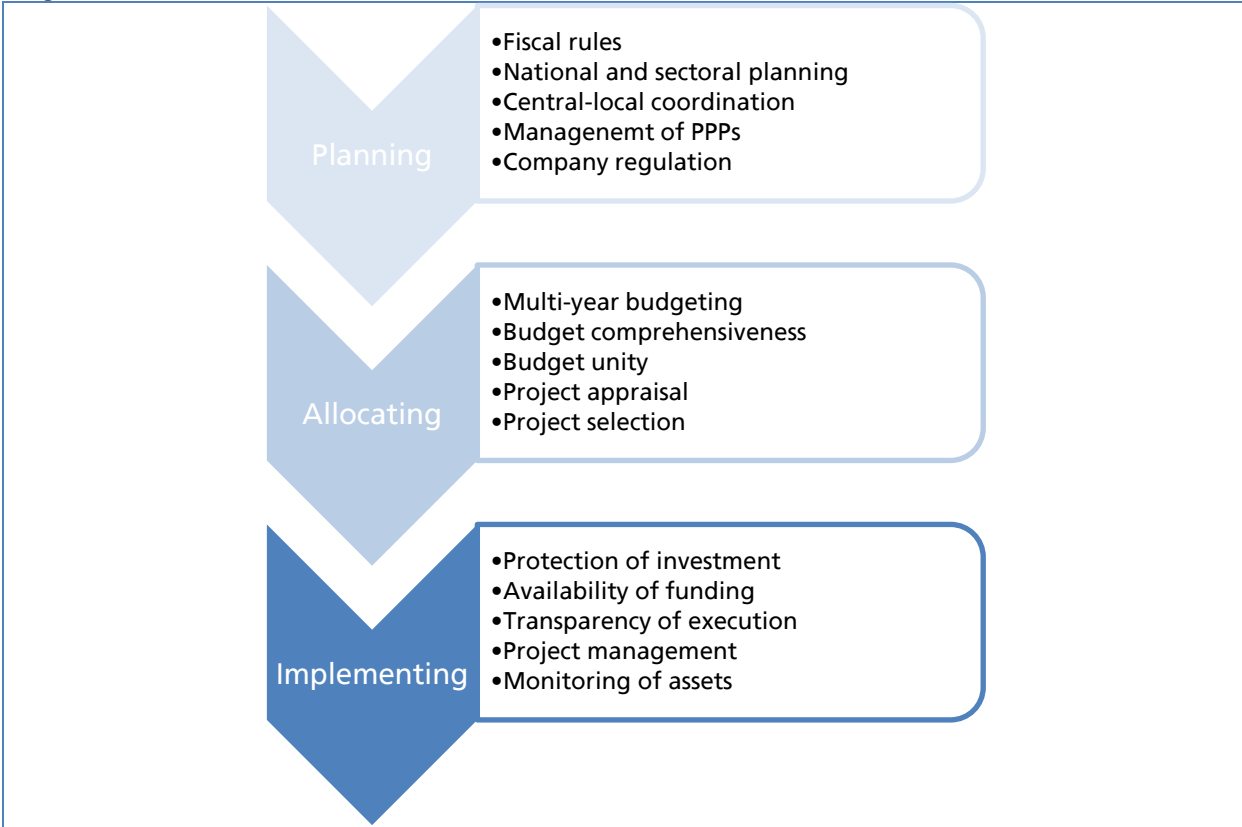 Planning
•Fiscal rules
•National and sectoral planning
•Central-local coordination
•Managenemt of PPPs
•Company regulation
Allocating
•Multi-year budgeting
•Budget comprehensiveness
•Budget unity
•Project appraisal
•Project selection
Implementing
•Protection of investment
•Availability of funding
•Transparency of execution
•Project management
•Monitoring of assets